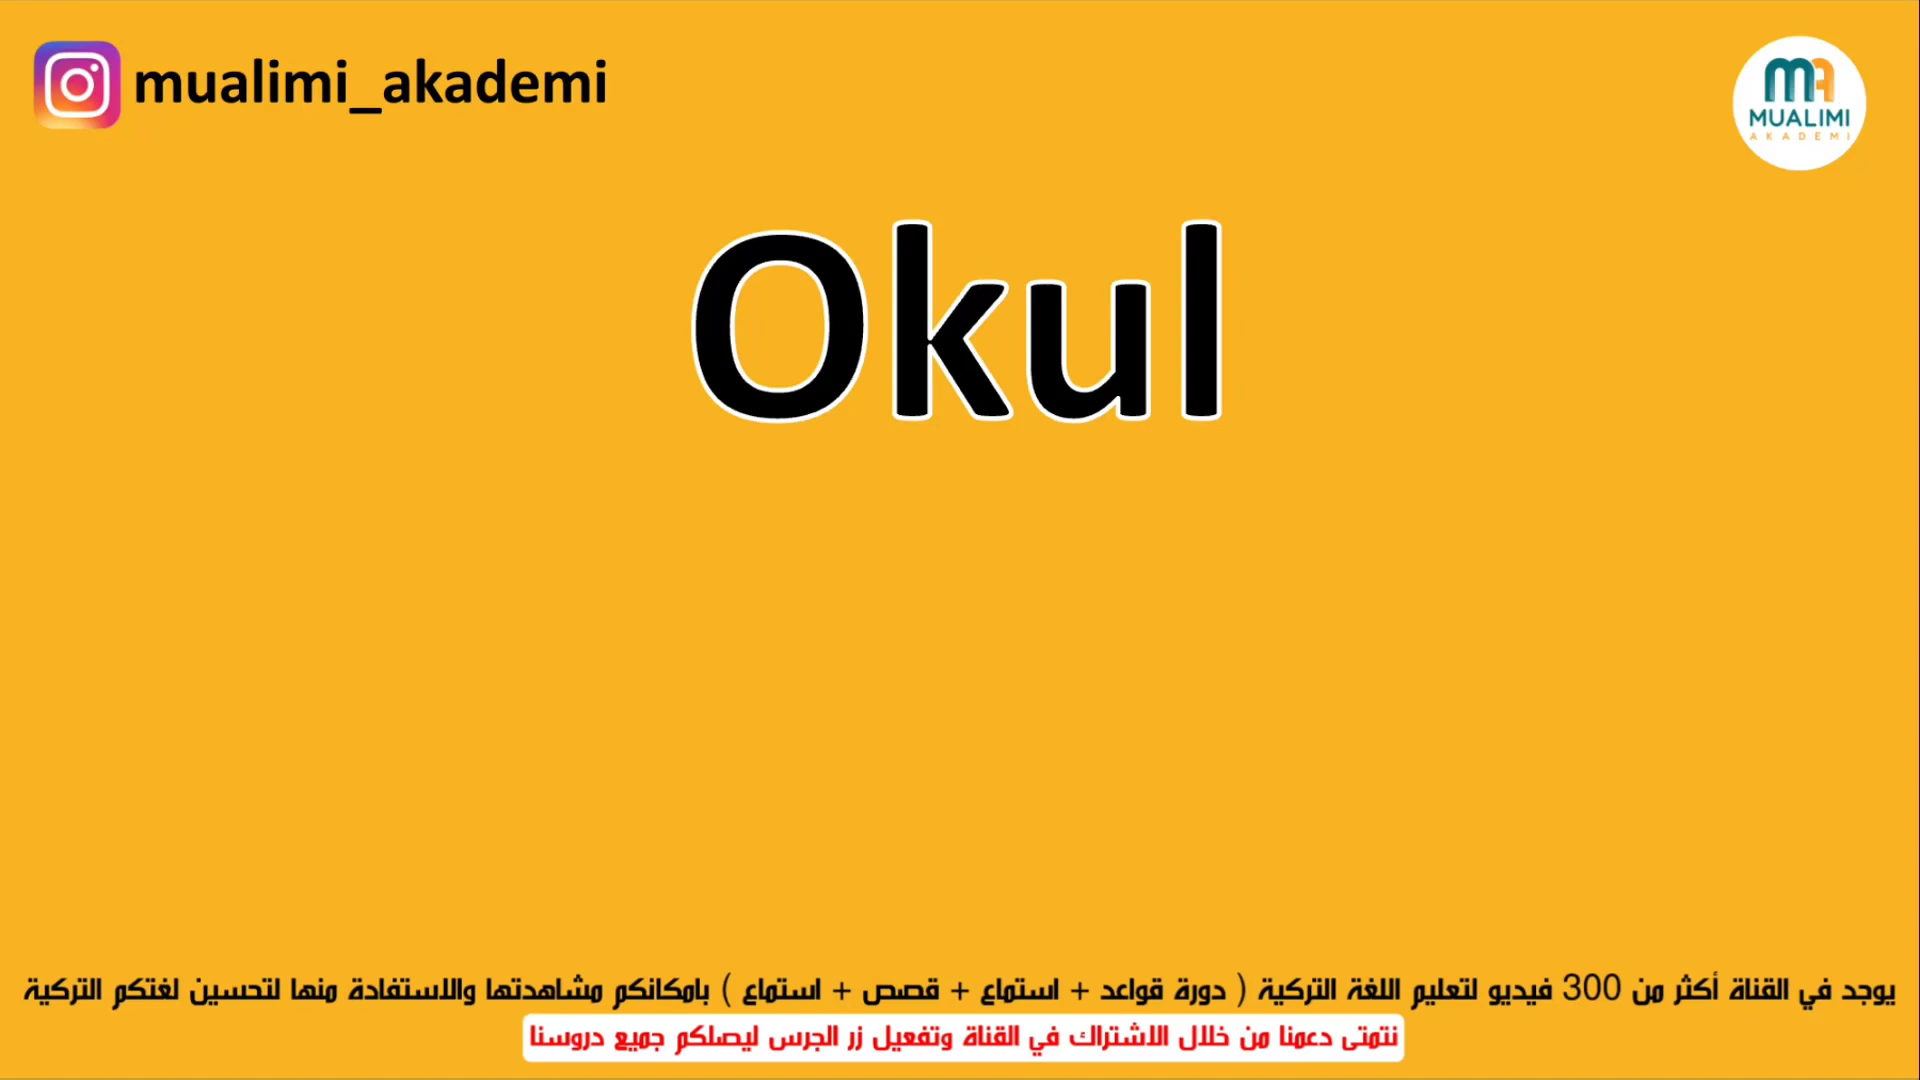 mualimi_akademi
MA
MUALIMI
AKADEMI
Okul
يوجد في القناة أكثر من 300 فيديو لتعليم اللغة التركية ( دورة قواعد + استماع + قصص + استماع ) بامكانكم مشاهدتها والاستفادة منها لتحسين لغتكم التركية
نتمتى دعمنا من خلال الاشتراك في القناة وتفعيل زر الجرس ليصلكم جميع دروسنا